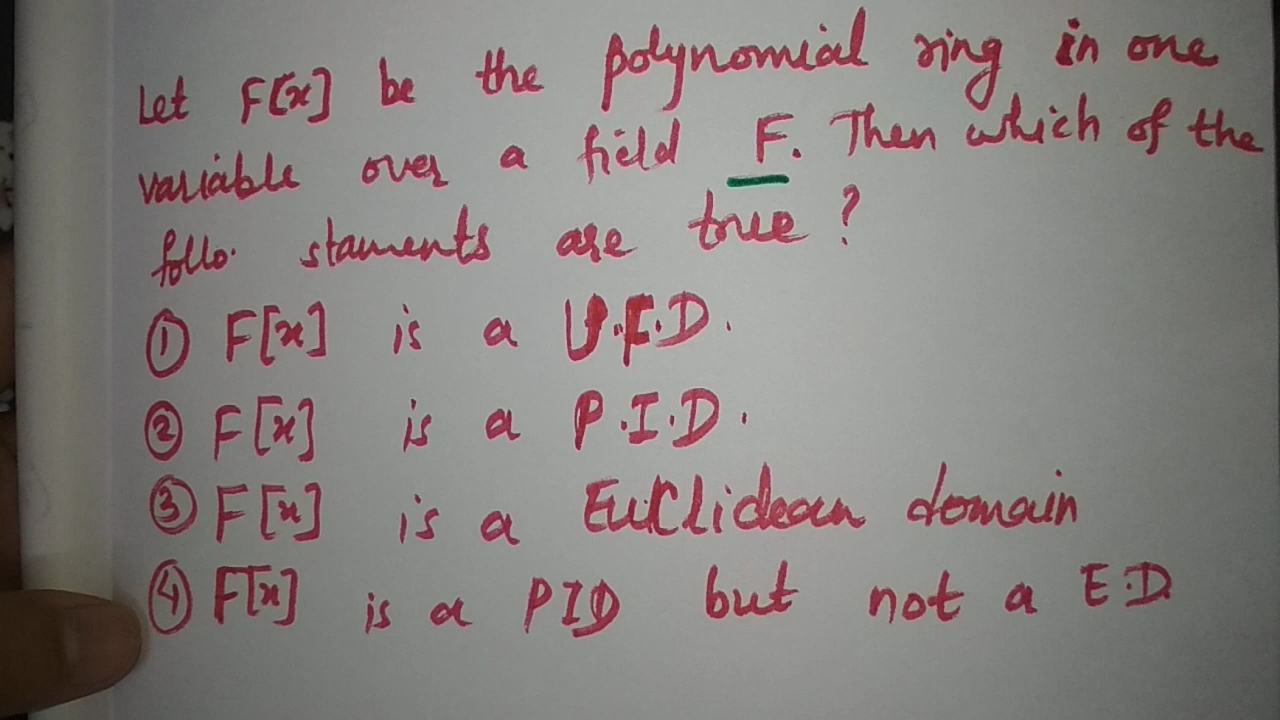 Let F[x] be the polynomial ring in one
variable over a field F. Then which of the
follo. staments are true ?
① F[x] is a U.F.D.
② F[x] is a P.I.D.
③ F[x] is a Euclidean domain
④ F[x] is a PID but not a E.D